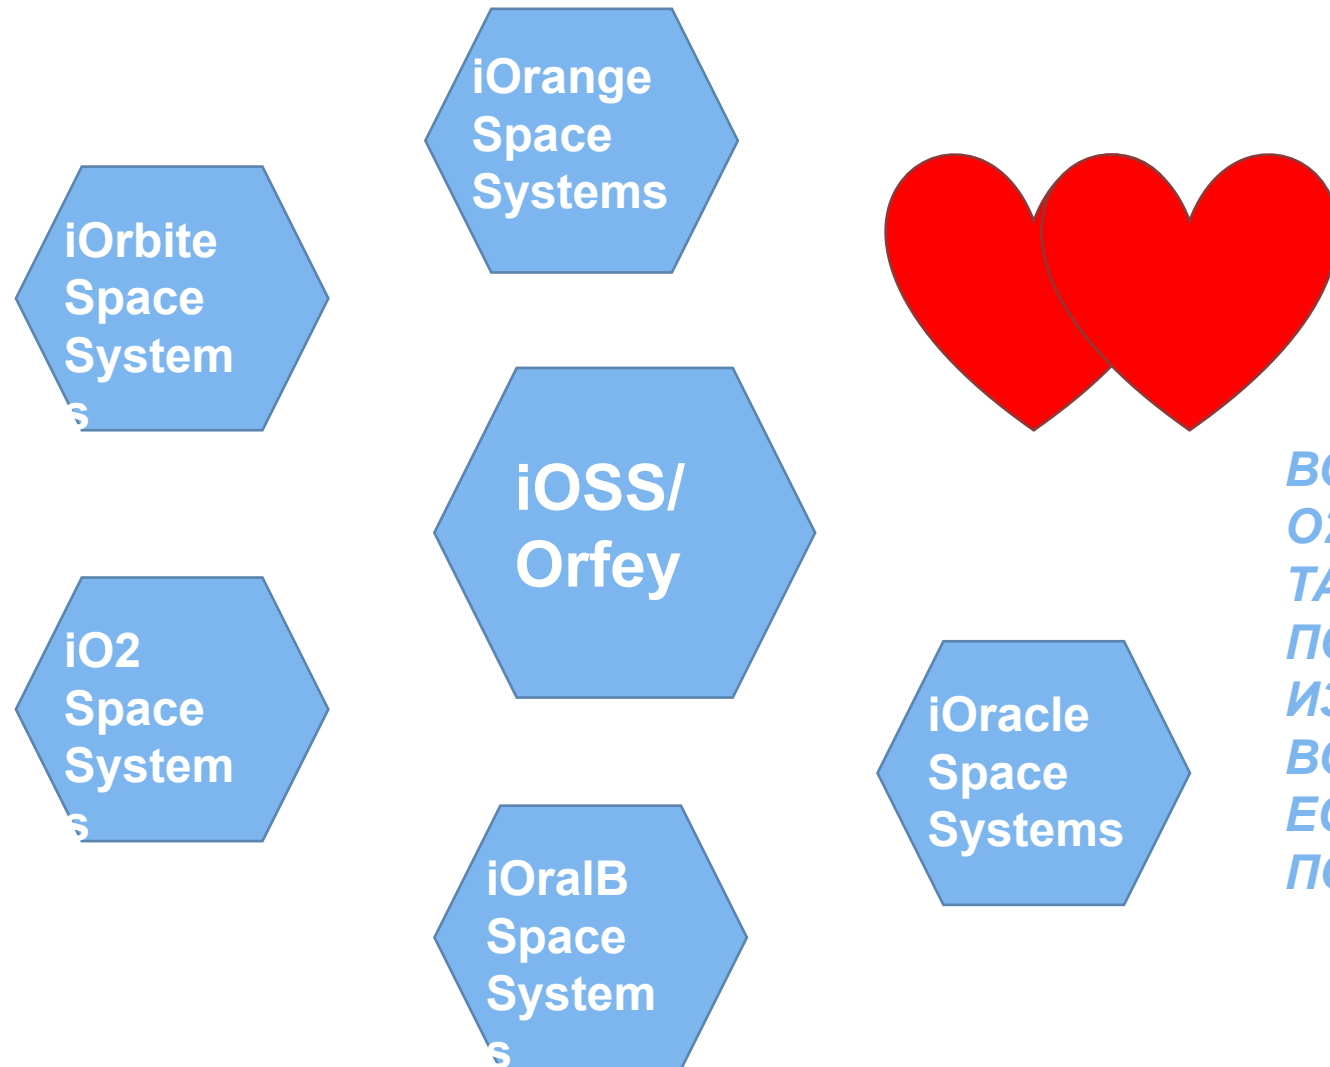 iOrange
Space
Systems
iOrbite
Space
System
s
iOSS/
Orfey
iO2
Space
System
s
iOracle
Space
Systems
iOralB
Space
System
s